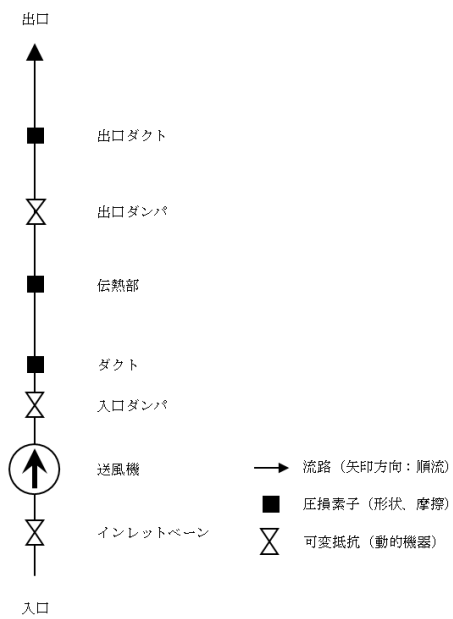 出口
出口ダクト
出口ダンパ
伝熱部
ダクト
入口ダンパ
送風機
インレットベーン
入口
流路（矢印方向：順流）
圧損素子（形状、摩擦）
可変抵抗（動的機器）